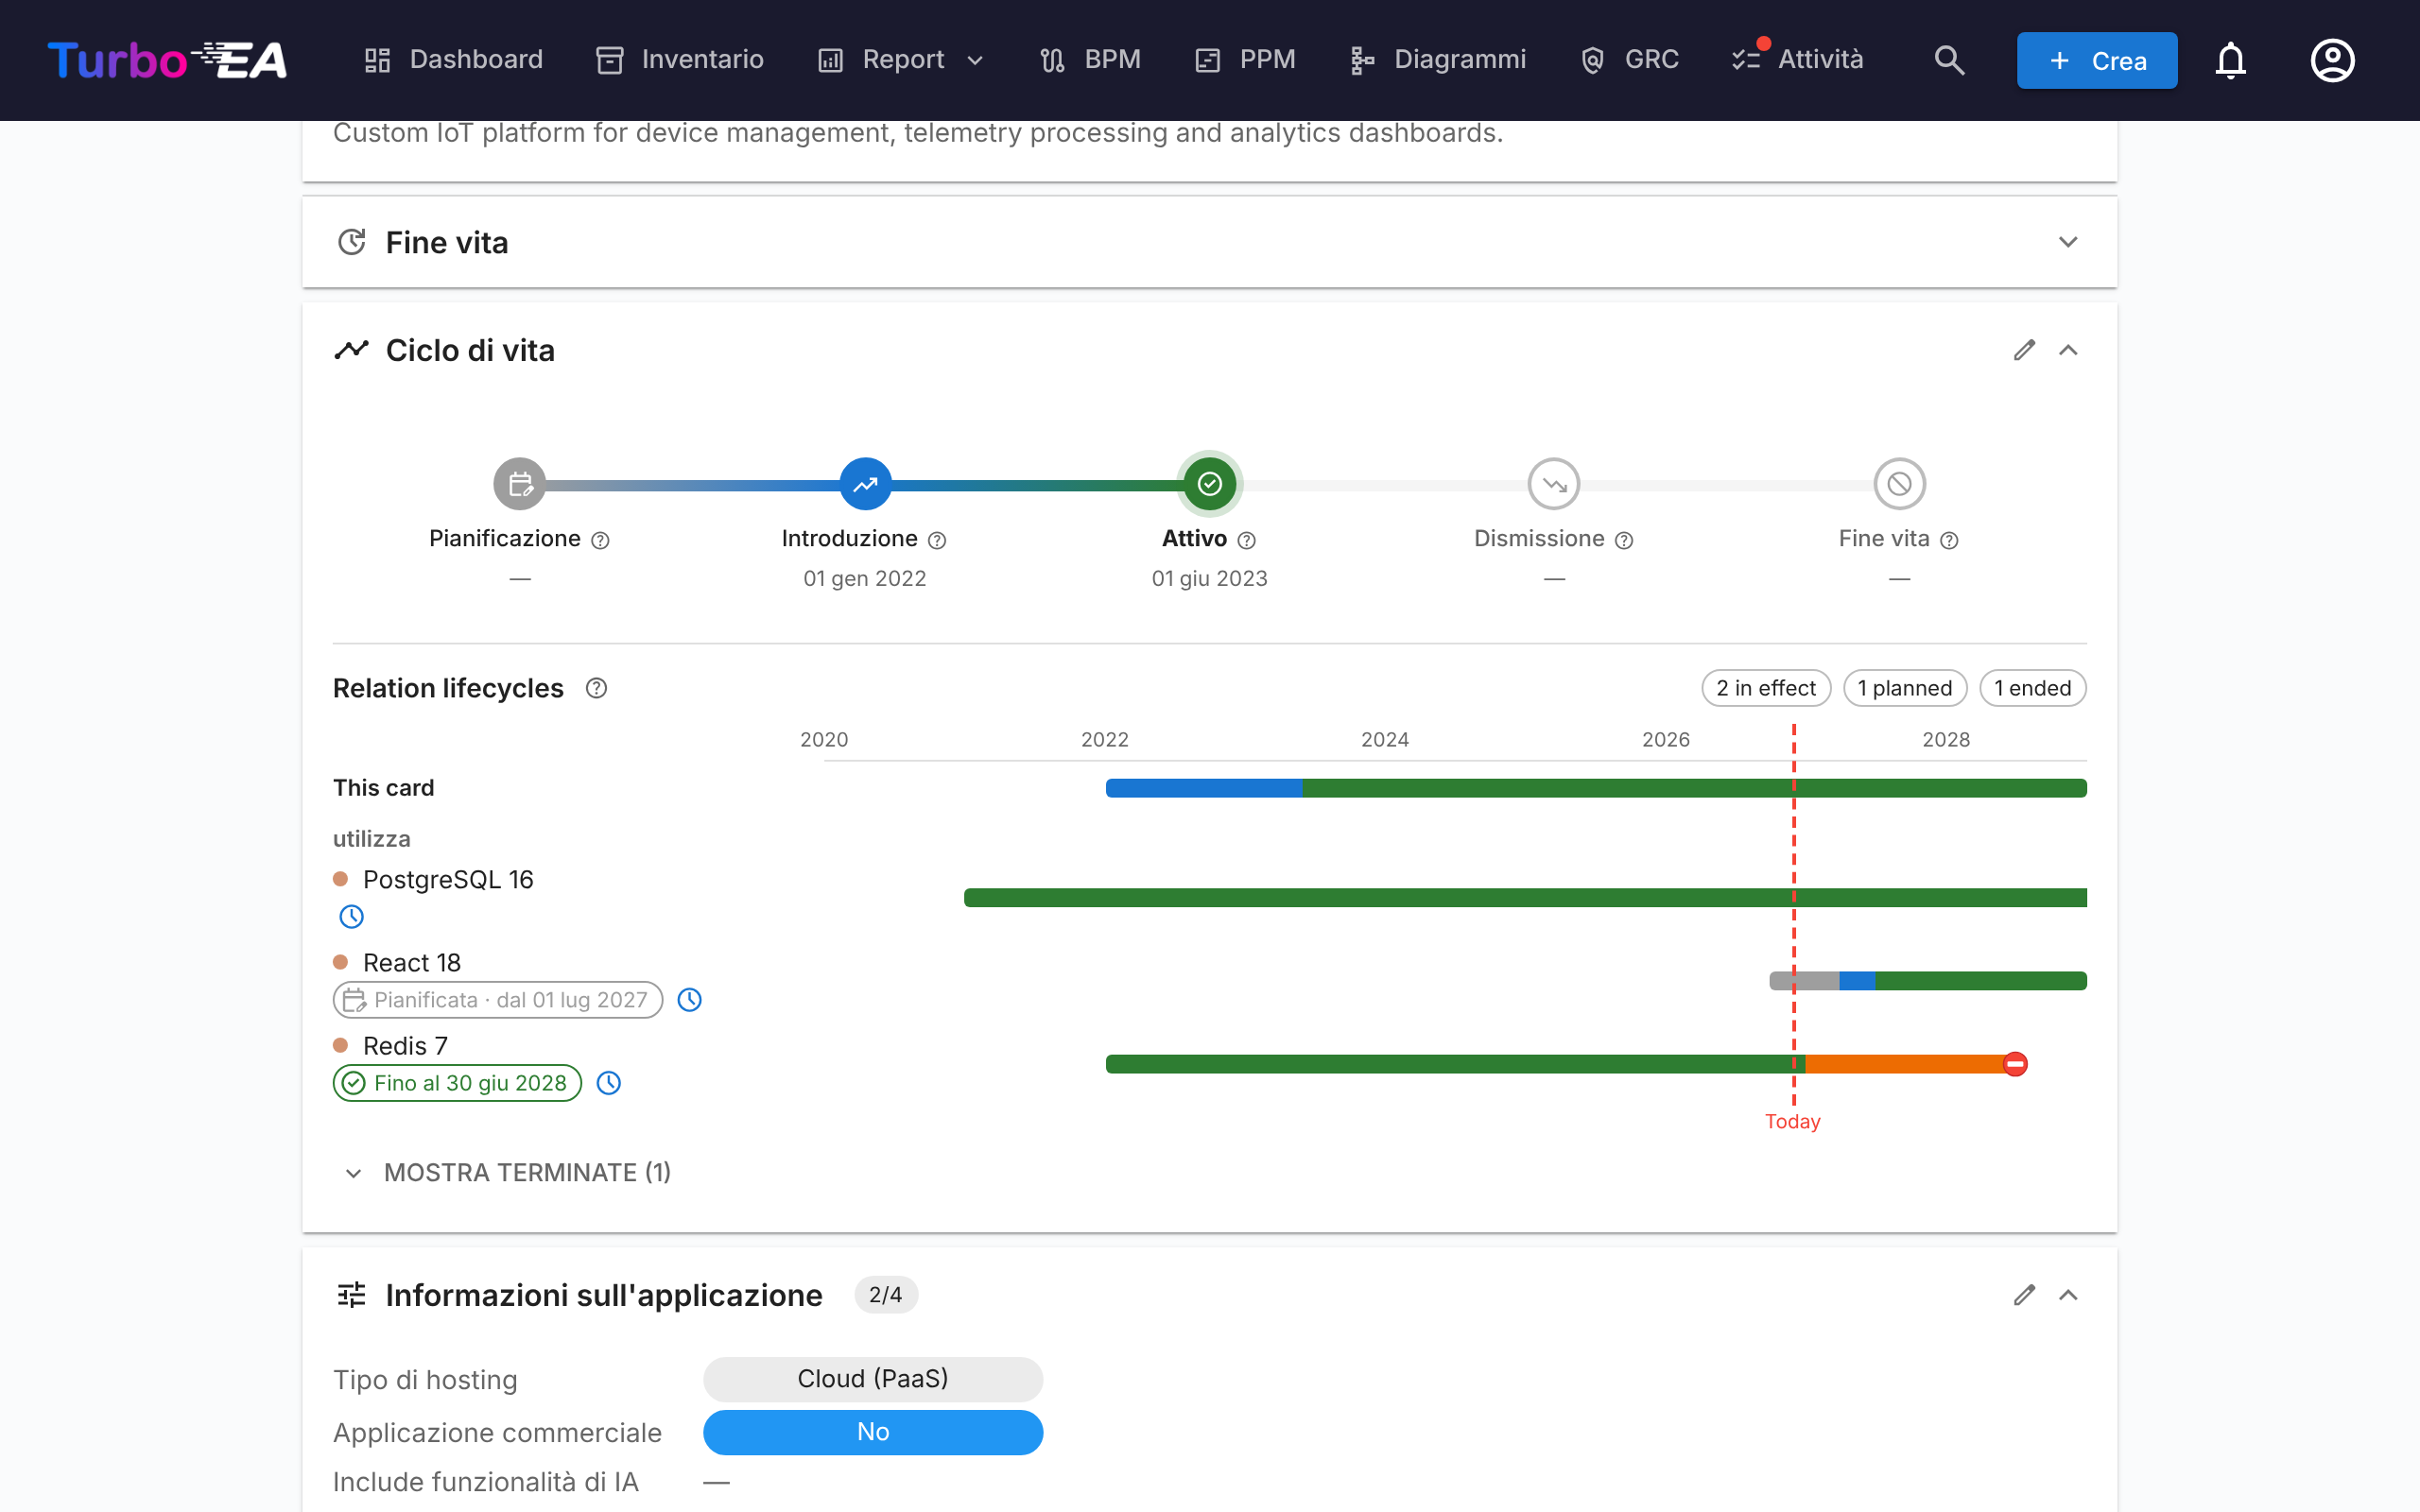 Turbo EA
Dashboard
Inventario
Report
BPM
PPM
Diagrammi
GRC
Attività
+ Crea
Custom IoT platform for device management, telemetry processing and analytics dashboards.
Fine vita
Ciclo di vita
Pianificazione
Introduzione
Attivo
Dismissione
Fine vita
—
01 gen 2022
01 giu 2023
—
—
Relation lifecycles
2 in effect
1 planned
1 ended
2020
2022
2024
2026
2028
This card
utilizza
PostgreSQL 16
React 18
Pianificata · dal 01 lug 2027
Redis 7
Fino al 30 giu 2028
Today
MOSTRA TERMINATE (1)
Informazioni sull'applicazione
2/4
Tipo di hosting
Cloud (PaaS)
Applicazione commerciale
No
Include funzionalità di IA
—